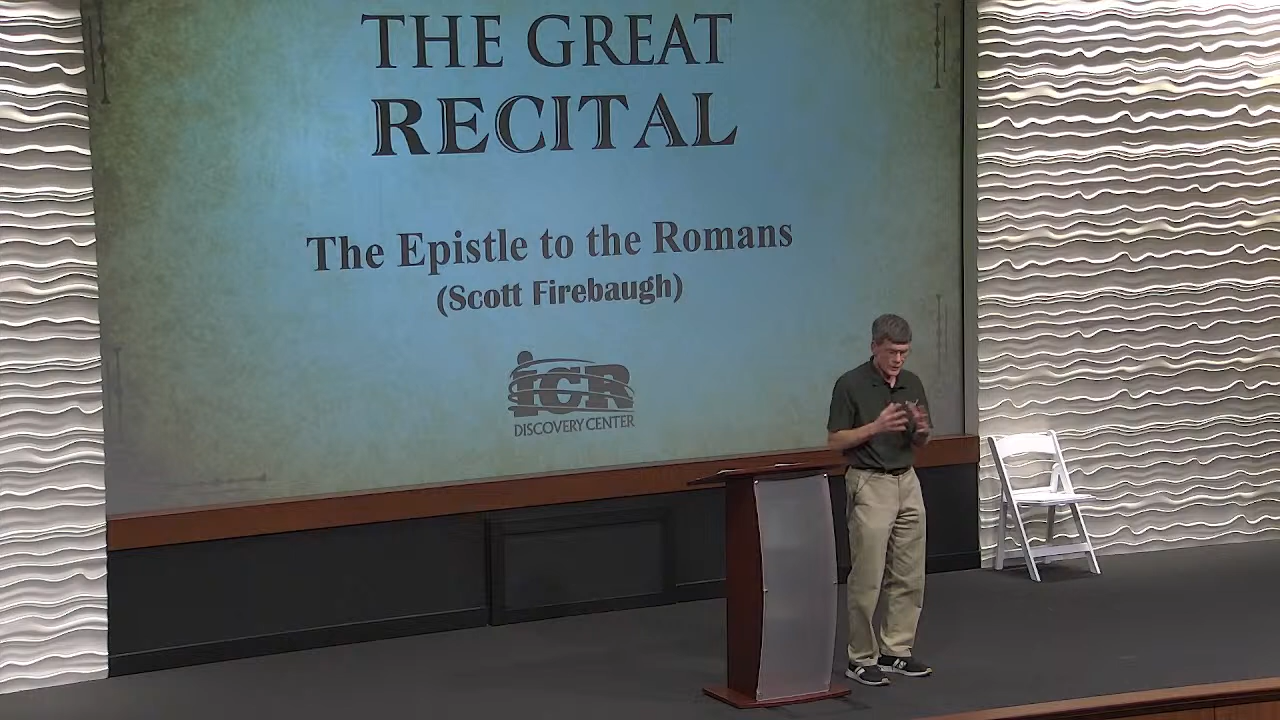 THE GREAT
RECITAL
The Epistle to the Romans
(Scott Firebaugh)
ICR
DISCOVERY CENTER